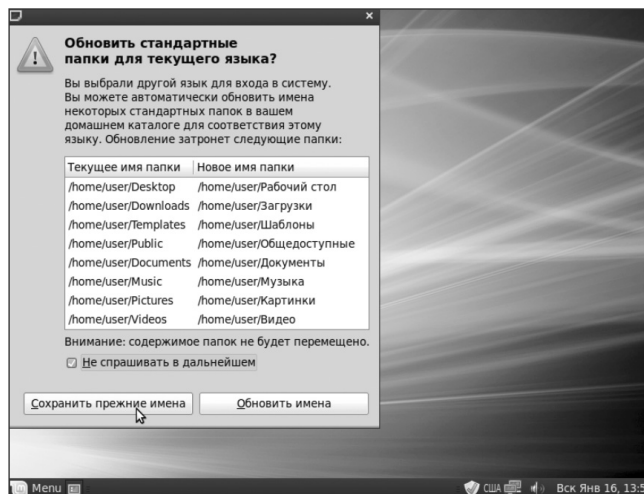 Обновить стандартные
папки для текущего языка?
Вы выбрали другой язык для входа в систему.
Вы можете автоматически обновить имена
некоторых стандартных папок в вашем
домашнем каталоге для соответствия этому
языку. Обновление затронет следующие папки:
Текущее имя папки Новое имя папки
/home/user/Desktop /home/user/Рабочий стол
/home/user/Downloads /home/user/Загрузки
/home/user/Templates /home/user/Шаблоны
/home/user/Public /home/user/Общедоступные
/home/user/Documents /home/user/Документы
/home/user/Music /home/user/Музыка
/home/user/Pictures /home/user/Картинки
/home/user/Videos /home/user/Видео
Внимание: содержимое папок не будет перемещено.
Не спрашивать в дальнейшем
Сохранить прежние имена Обновить имена
Menu США Вск Янв 16,